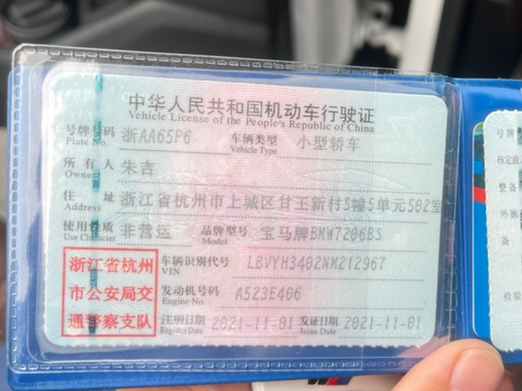 中华人民共和国机动车行驶证
Vehicle License of the People's Republic of China
号牌号码 浙AA65P6 车辆类型 小型轿车
Plate No. Vehicle Type
所有人 朱吉
Owner
住址 浙江省杭州市上城区甘王新村5幢5单元502室
Address
使用性质 非营运 品牌型号 宝马牌BMW7206BS
Use Character Model
浙江省杭州
市公安局交
通警察支队
车辆识别代号 LBVYH3402NM212967
VIN
发动机号码 A523E406
Engine No.
注册日期 2021-11-01 发证日期 2021-11-01
Register Date Issue Date